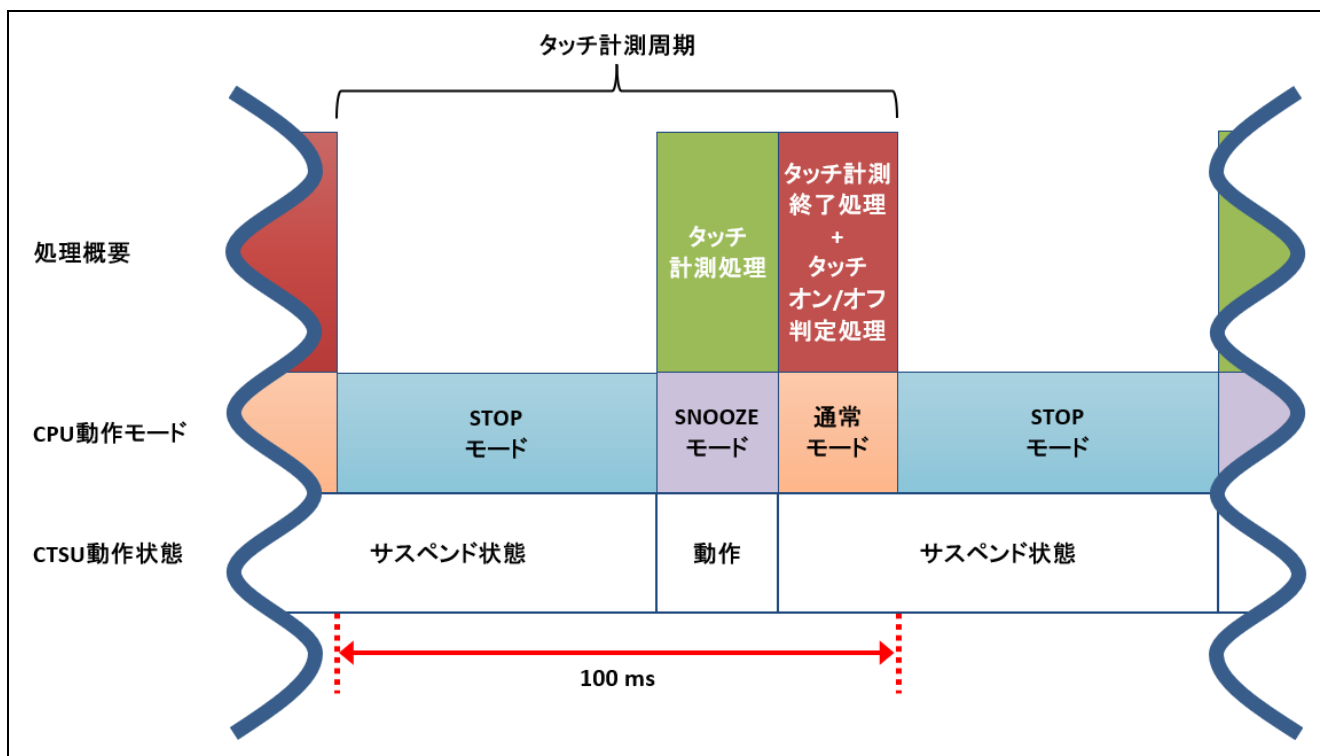 タッチ計測周期
処理概要
タッチ
計測処理
タッチ計測
終了処理
+
タッチ
オン/オフ
判定処理
CPU動作モード
STOP
モード
SNOOZE
モード
通常
モード
STOP
モード
CTSU動作状態
サスペンド状態
動作
サスペンド状態
100 ms